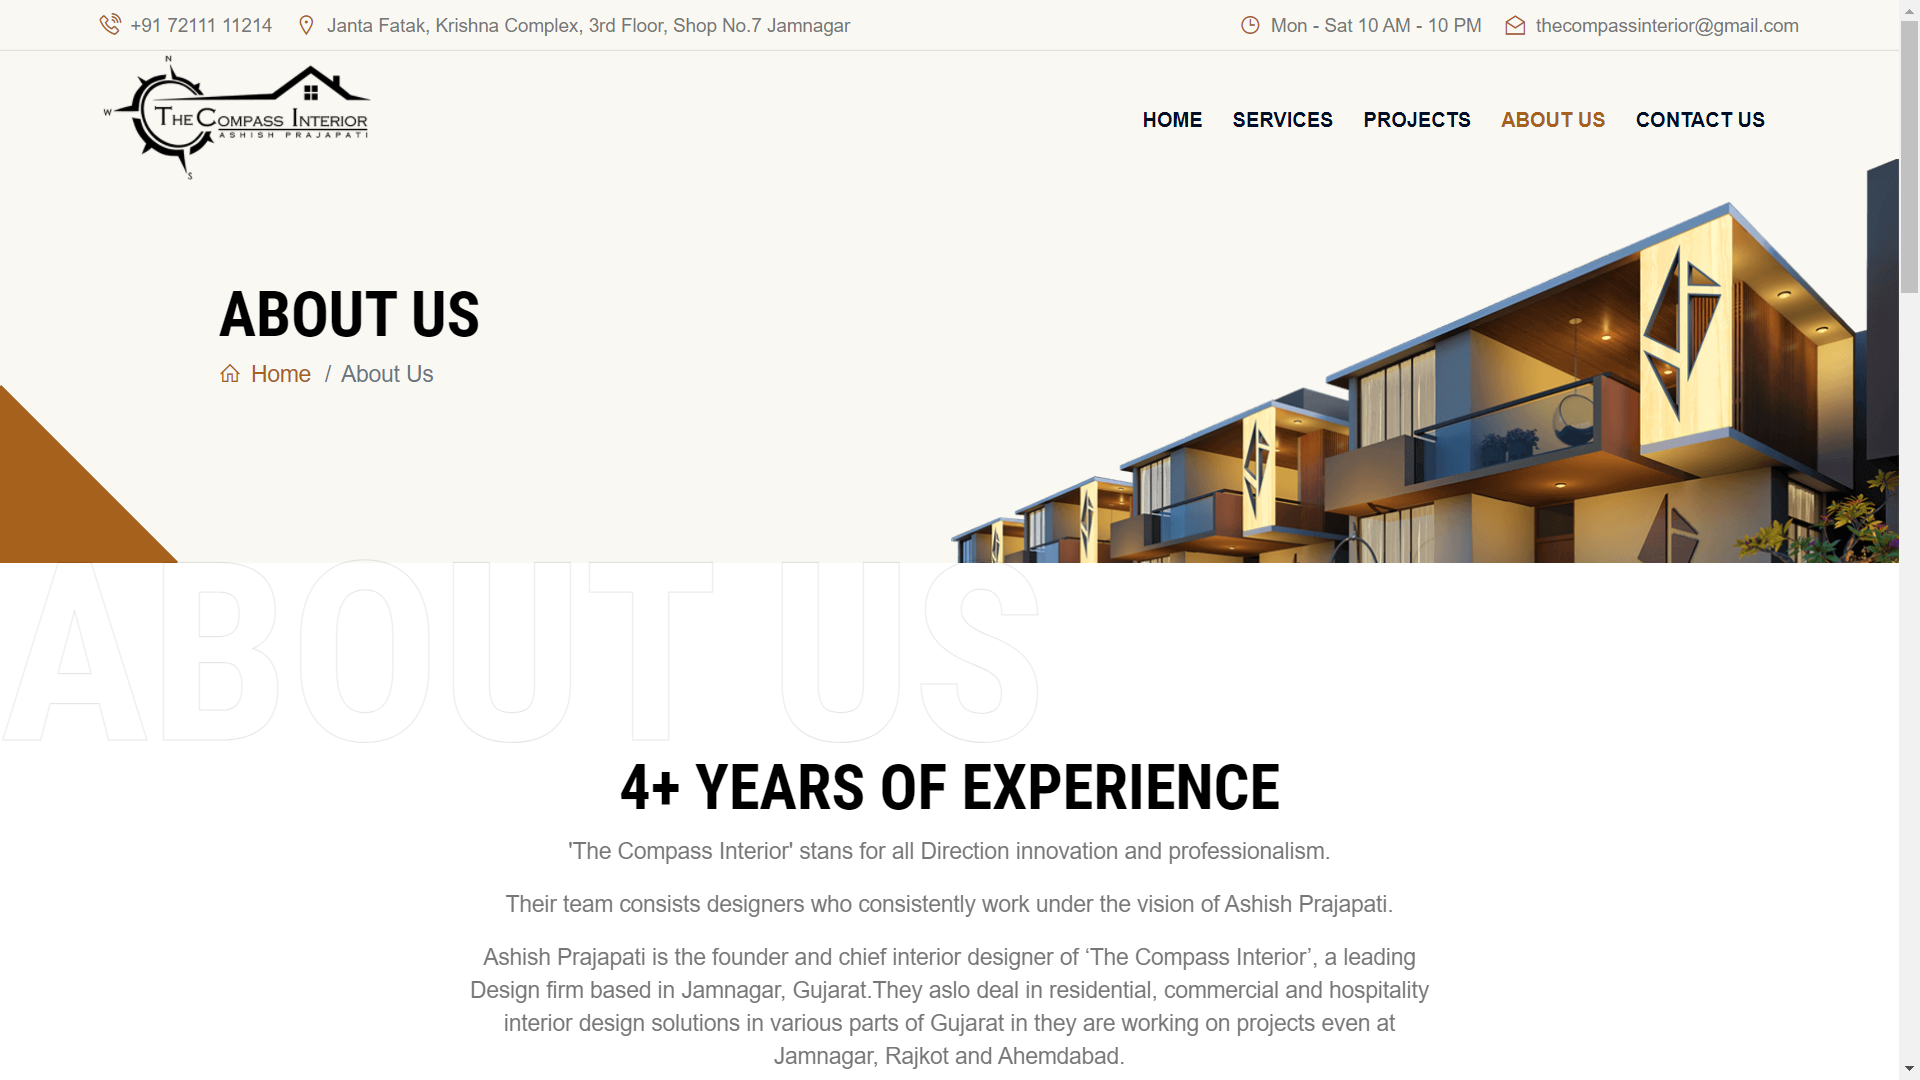 +91 72111 11214
Janta Fatak, Krishna Complex, 3rd Floor, Shop No.7 Jamnagar
Mon - Sat 10 AM - 10 PM
thecompassinterior@gmail.com
N
W
THE COMPASS INTERIOR
ASHISH PRAJAPATI
S
HOME
SERVICES
PROJECTS
ABOUT US
CONTACT US
ABOUT US
Home / About Us
ABOUT US
4+ YEARS OF EXPERIENCE
'The Compass Interior' stans for all Direction innovation and professionalism.
Their team consists designers who consistently work under the vision of Ashish Prajapati.
Ashish Prajapati is the founder and chief interior designer of ‘The Compass Interior’, a leading
Design firm based in Jamnagar, Gujarat.They aslo deal in residential, commercial and hospitality
interior design solutions in various parts of Gujarat in they are working on projects even at
Jamnagar, Rajkot and Ahemdabad.